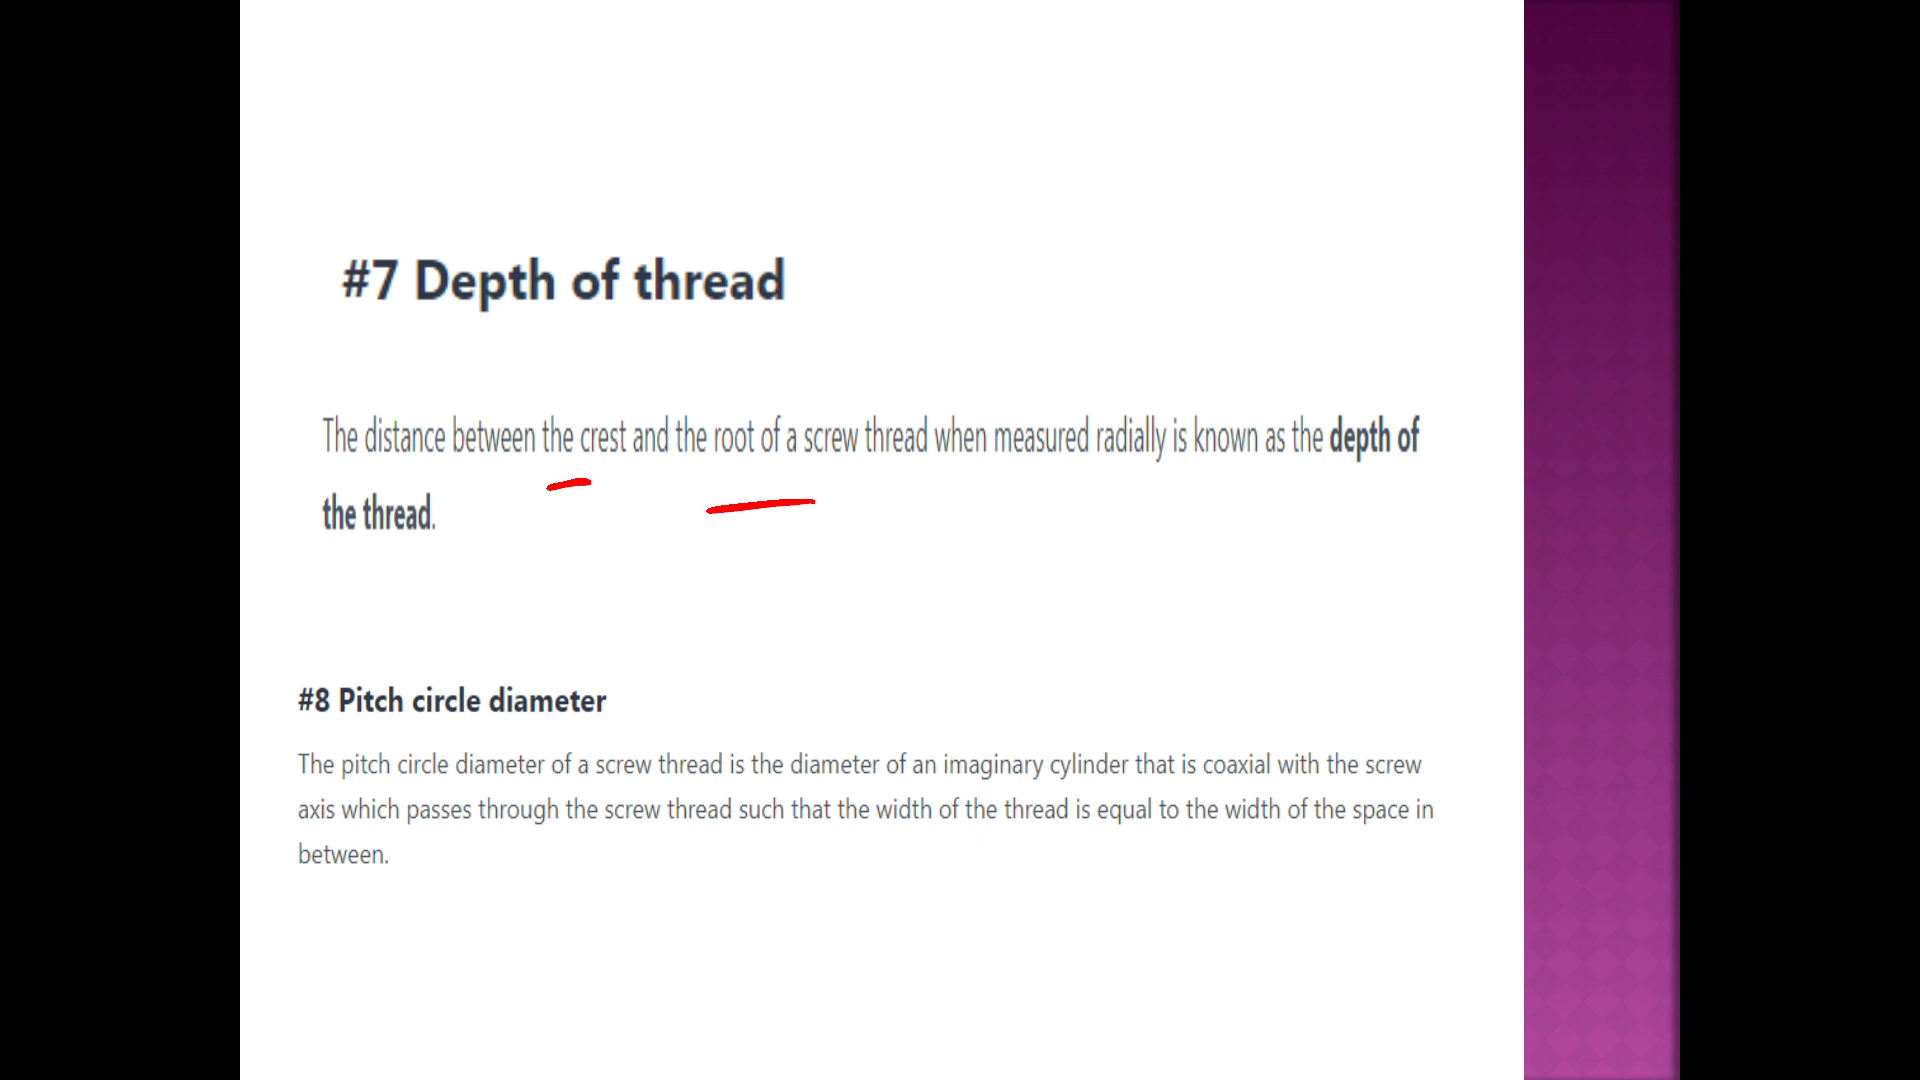 #7 Depth of thread
The distance between the crest and the root of a screw thread when measured radially is known as the depth of
the thread.
#8 Pitch circle diameter
The pitch circle diameter of a screw thread is the diameter of an imaginary cylinder that is coaxial with the screw
axis which passes through the screw thread such that the width of the thread is equal to the width of the space in
between.